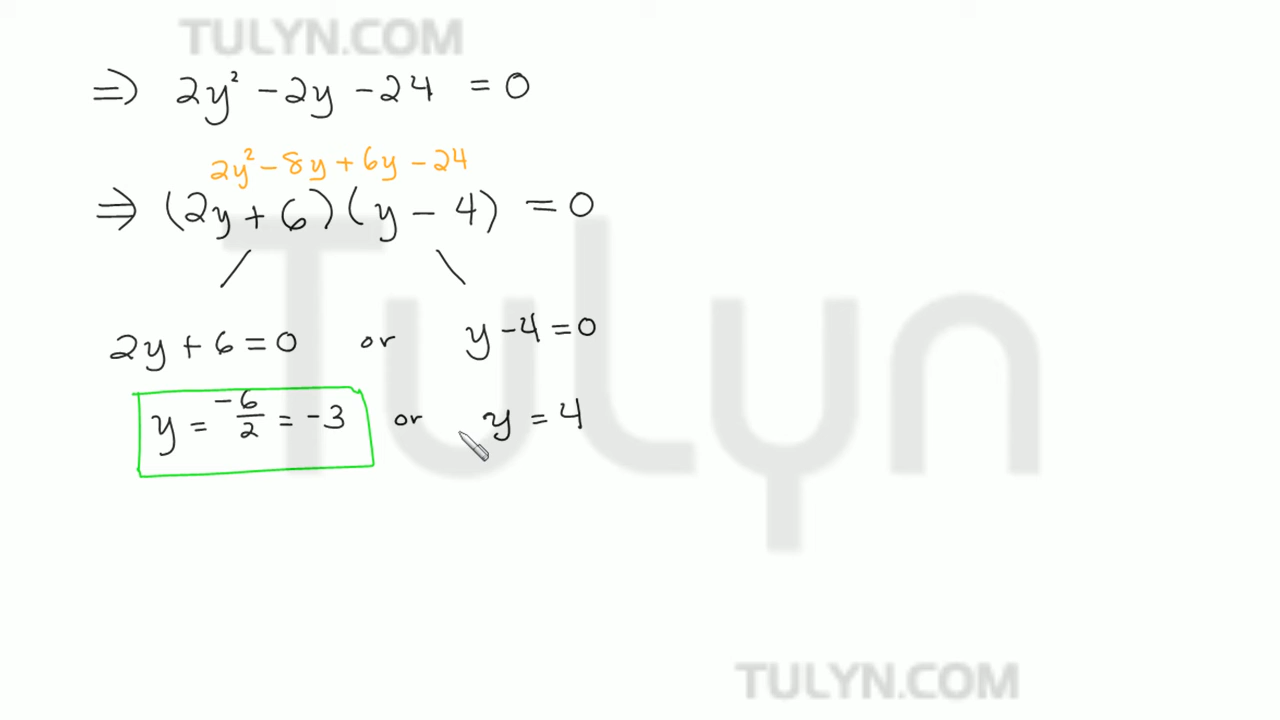 TULYN.COM
⇒ 2y² - 2y - 24 = 0
2y² - 8y + 6y - 24
⇒ (2y + 6)(y - 4) = 0
2y + 6 = 0 or y - 4 = 0
y = -6/2 = -3 or y = 4
Tulyn
TULYN.COM